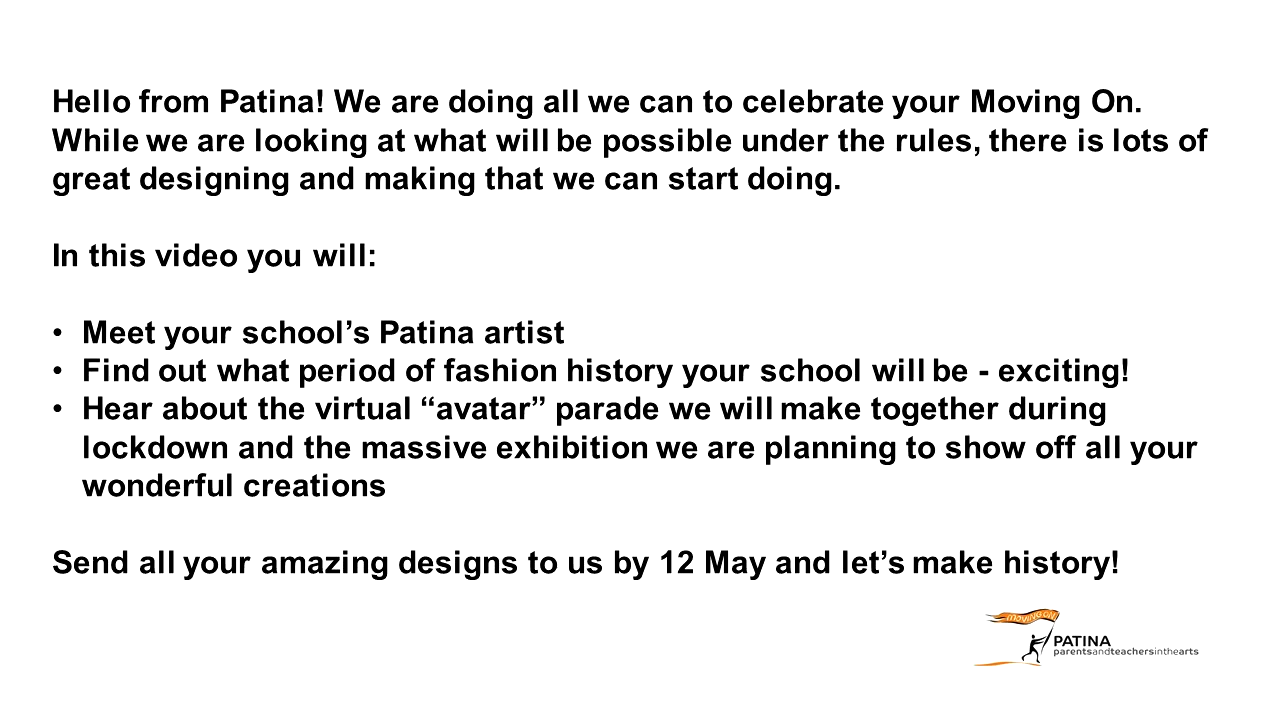 Hello from Patina! We are doing all we can to celebrate your Moving On.
While we are looking at what will be possible under the rules, there is lots of
great designing and making that we can start doing.
In this video you will:
• Meet your school’s Patina artist
• Find out what period of fashion history your school will be - exciting!
• Hear about the virtual “avatar” parade we will make together during
lockdown and the massive exhibition we are planning to show off all your
wonderful creations
Send all your amazing designs to us by 12 May and let’s make history!
MOVING ON!
PATINA
parentsandteachersinthearts